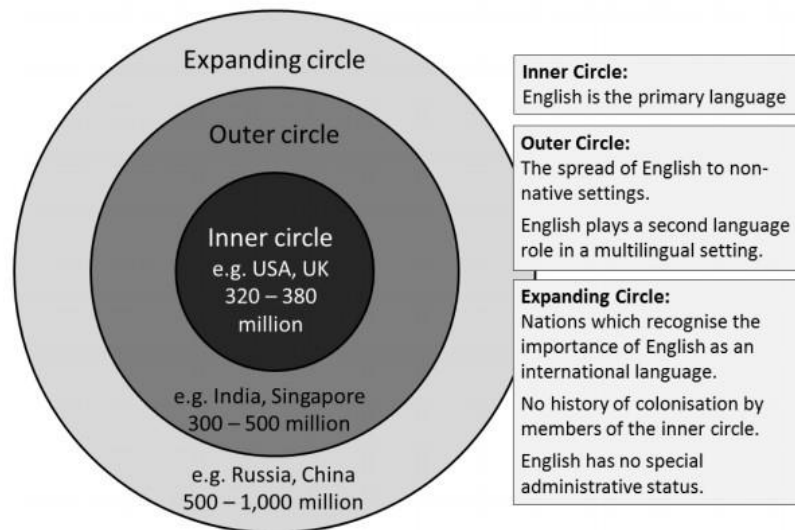 Expanding circle
Outer circle
Inner circle
e.g. USA, UK
320 – 380
million
e.g. India, Singapore
300 – 500 million
e.g. Russia, China
500 – 1,000 million
Inner Circle:
English is the primary language
Outer Circle:
The spread of English to non-
native settings.
English plays a second language
role in a multilingual setting.
Expanding Circle:
Nations which recognise the
importance of English as an
international language.
No history of colonisation by
members of the inner circle.
English has no special
administrative status.